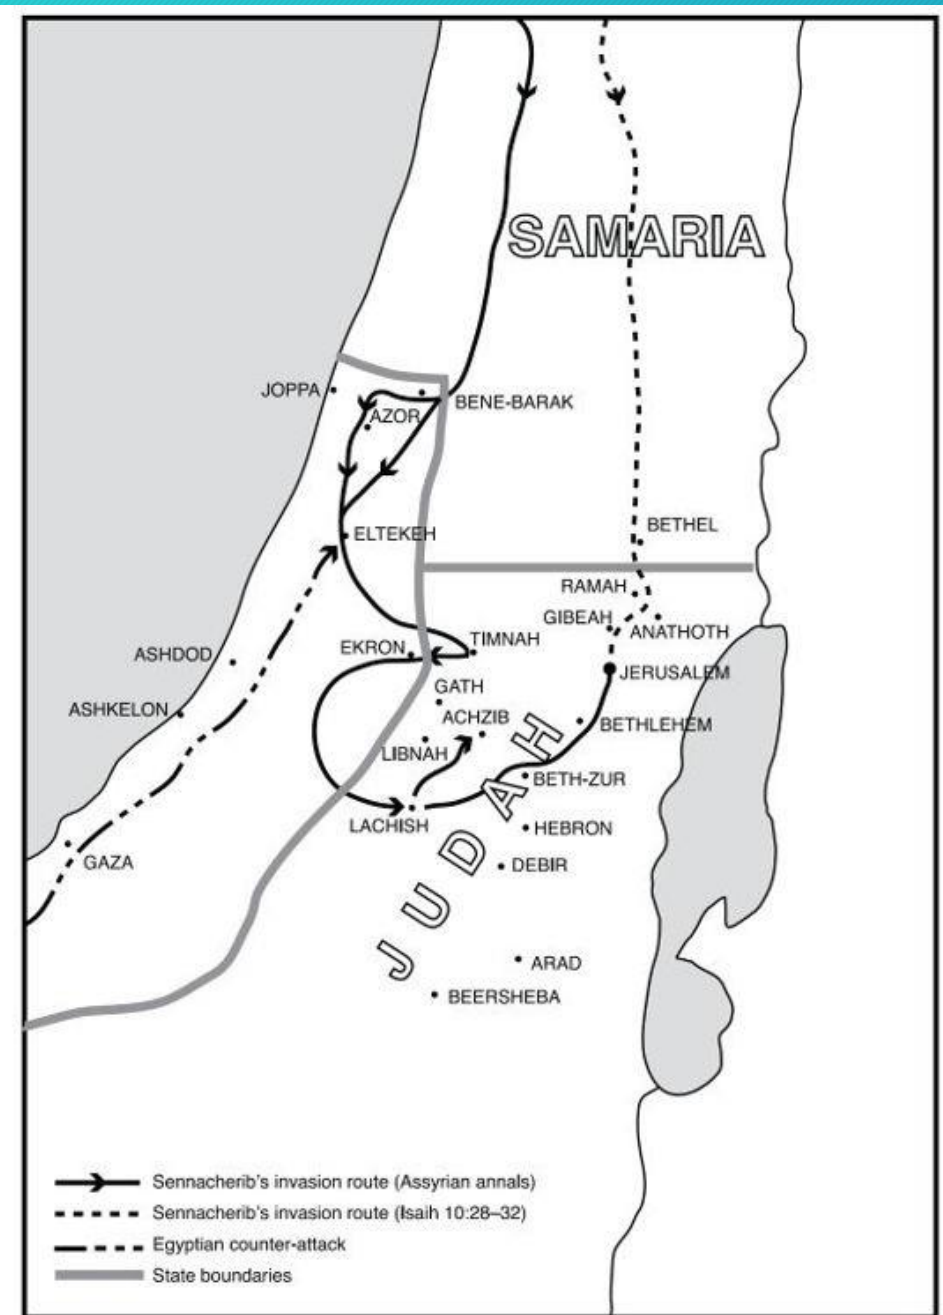 SAMARIA
JOPPA
BENE-BARAK
AZOR
BETHEL
ELTEKEH
RAMAH
GIBEAH
ANATHOTH
TIMNAH
EKRON
ASHDOD
JERUSALEM
GATH
ASHKELON
ACHZIB
BETHLEHEM
LIBNAH
BETH-ZUR
LACHISH
HEBRON
JUDAH
GAZA
DEBIR
ARAD
BEERSHEBA
Sennacherib's invasion route (Assyrian annals)
Sennacherib's invasion route (Isaih 10:28–32)
Egyptian counter-attack
State boundaries